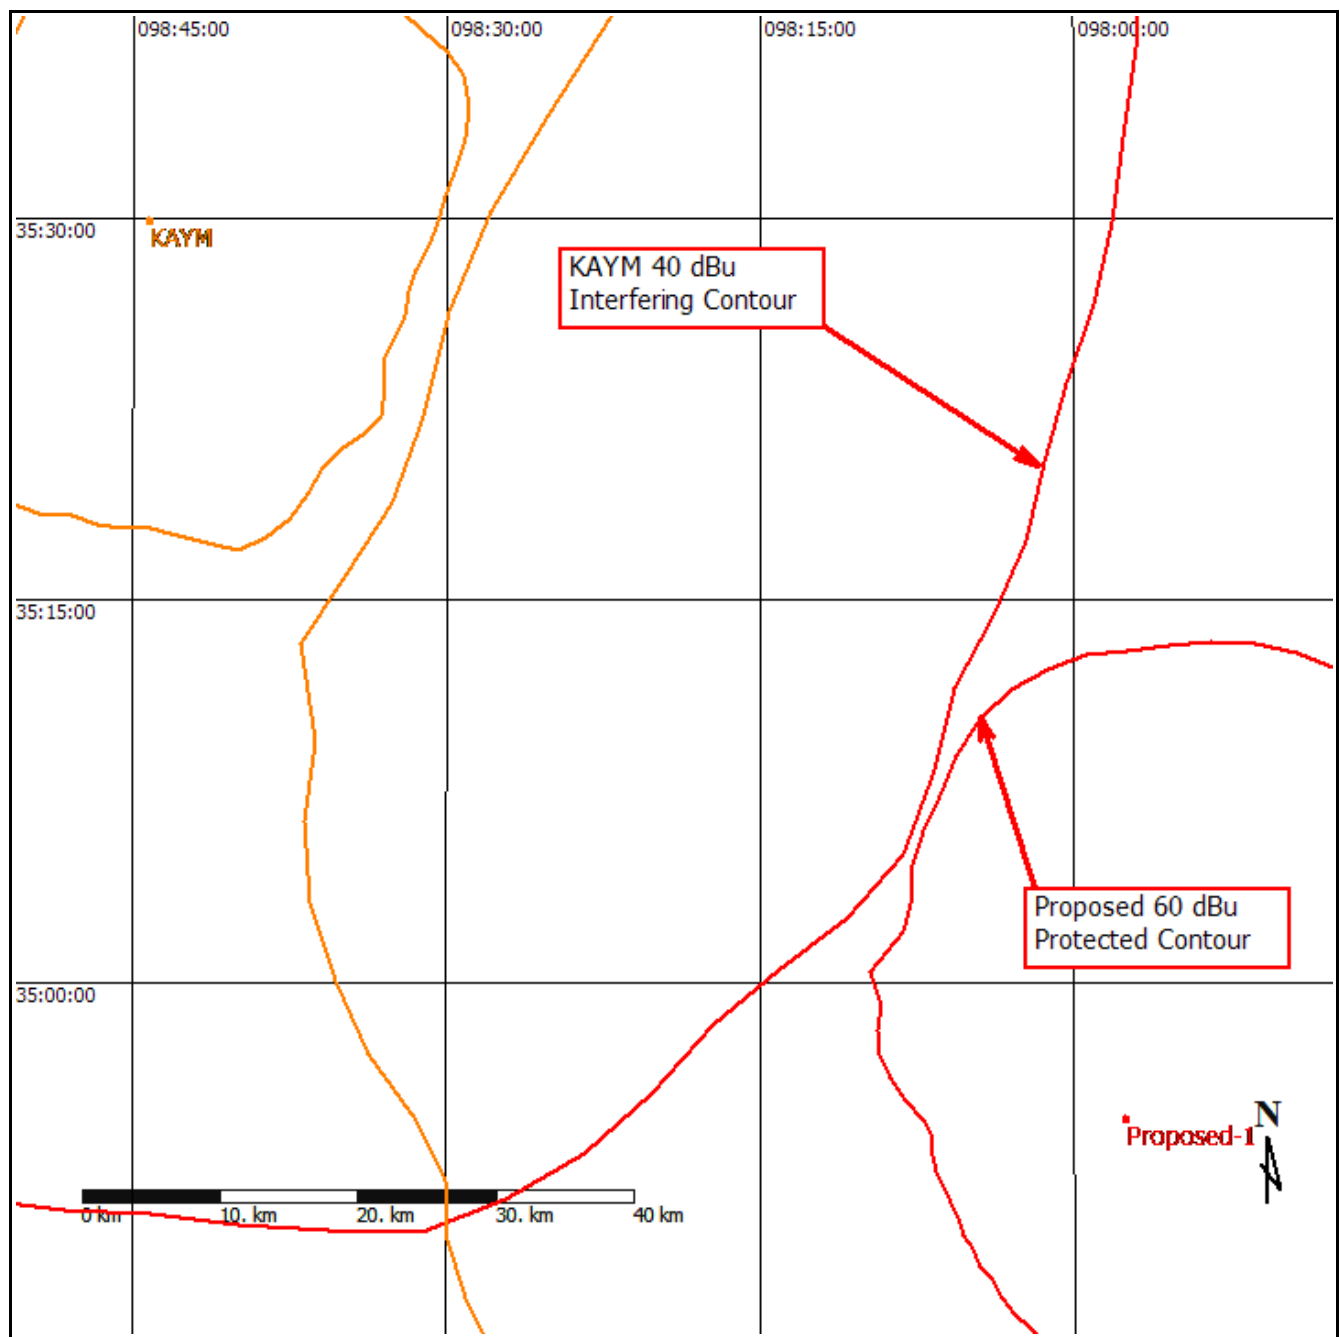 098:45:00
098:30:00
098:15:00
098:00:00
35:30:00
KAYM
KAYM 40 dBu
Interfering Contour
35:15:00
Proposed 60 dBu
Protected Contour
35:00:00
N
Proposed-1
0 km
10. km
20. km
30. km
40 km